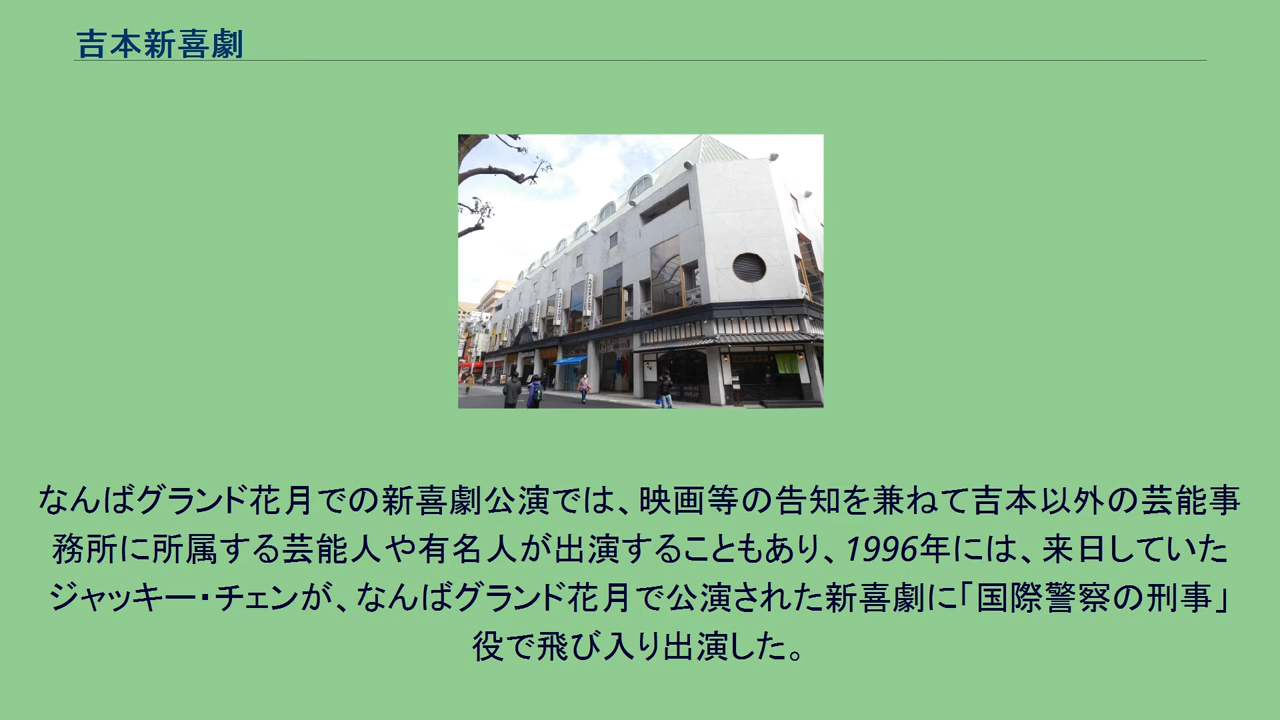 吉本新喜劇
なんばグランド花月での新喜劇公演では、映画等の告知を兼ねて吉本以外の芸能事
務所に所属する芸能人や有名人が出演することもあり、1996年には、来日していた
ジャッキー・チェンが、なんばグランド花月で公演された新喜劇に「国際警察の刑事」
役で飛び入り出演した。